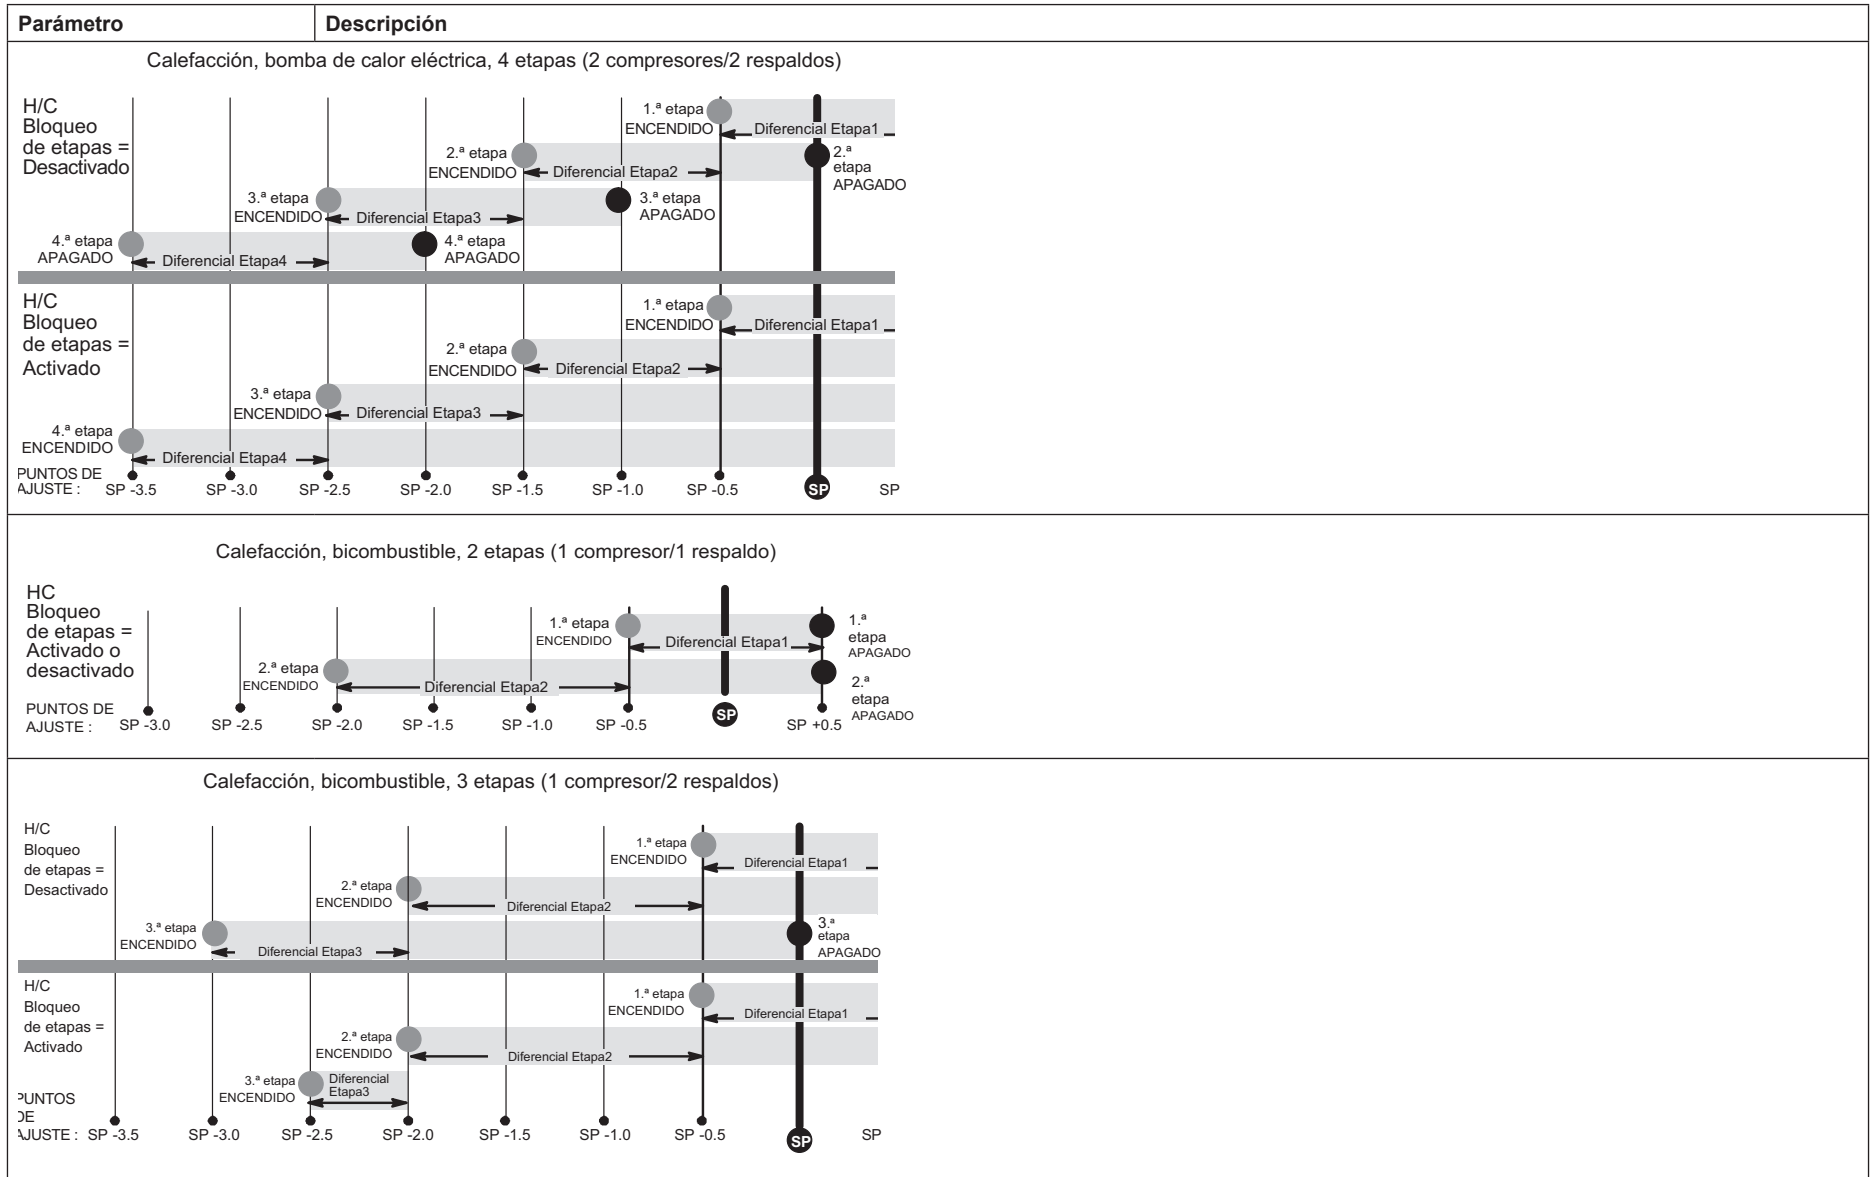 Parámetro
Descripción
Calefacción, bomba de calor eléctrica, 4 etapas (2 compresores/2 respaldos)
H/C
Bloqueo
de etapas =
Desactivado
1.ª etapa
ENCENDIDO
Diferencial Etapa1
2.ª etapa
ENCENDIDO
Diferencial Etapa2
2.ª
etapa
APAGADO
3.ª etapa
ENCENDIDO
Diferencial Etapa3
3.ª etapa
APAGADO
4.ª etapa
APAGADO
Diferencial Etapa4
4.ª etapa
APAGADO
H/C
Bloqueo
de etapas =
Activado
1.ª etapa
ENCENDIDO
Diferencial Etapa1
2.ª etapa
ENCENDIDO
Diferencial Etapa2
3.ª etapa
ENCENDIDO
Diferencial Etapa3
4.ª etapa
ENCENDIDO
Diferencial Etapa4
PUNTOS DE
AJUSTE :
SP -3.5 SP -3.0 SP -2.5 SP -2.0 SP -1.5 SP -1.0 SP -0.5 SP SP
Calefacción, bicombustible, 2 etapas (1 compresor/1 respaldo)
HC
Bloqueo
de etapas =
Activado o
desactivado
1.ª etapa
ENCENDIDO
Diferencial Etapa1
1.ª
etapa
APAGADO
2.ª etapa
ENCENDIDO
Diferencial Etapa2
2.ª
etapa
APAGADO
PUNTOS DE
AJUSTE :
SP -3.0 SP -2.5 SP -2.0 SP -1.5 SP -1.0 SP -0.5 SP SP +0.5
Calefacción, bicombustible, 3 etapas (1 compresor/2 respaldos)
H/C
Bloqueo
de etapas =
Desactivado
1.ª etapa
ENCENDIDO
Diferencial Etapa1
2.ª etapa
ENCENDIDO
Diferencial Etapa2
3.ª etapa
ENCENDIDO
Diferencial Etapa3
3.ª
etapa
APAGADO
H/C
Bloqueo
de etapas =
Activado
1.ª etapa
ENCENDIDO
Diferencial Etapa1
2.ª etapa
ENCENDIDO
Diferencial Etapa2
3.ª etapa
ENCENDIDO
Diferencial
Etapa3
PUNTOS
DE
AJUSTE :
SP -3.5 SP -3.0 SP -2.5 SP -2.0 SP -1.5 SP -1.0 SP -0.5 SP SP